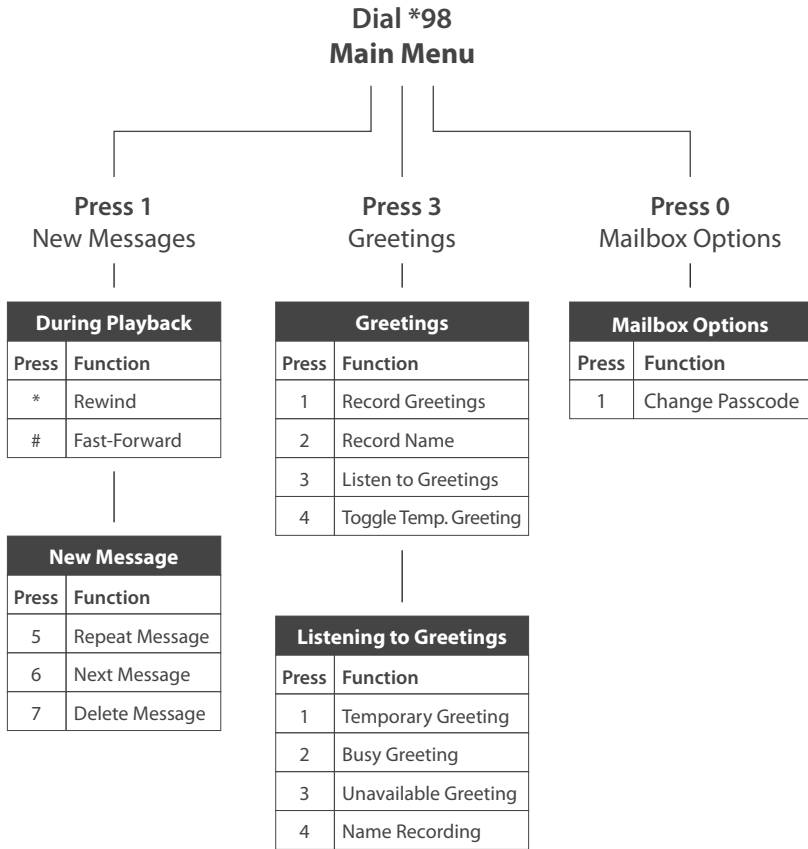 Dial *98
Main Menu
Press 1
New Messages
During Playback
Press Function
* Rewind
# Fast-Forward
New Message
Press Function
5 Repeat Message
6 Next Message
7 Delete Message
Press 3
Greetings
Greetings
Press Function
1 Record Greetings
2 Record Name
3 Listen to Greetings
4 Toggle Temp. Greeting
Listening to Greetings
Press Function
1 Temporary Greeting
2 Busy Greeting
3 Unavailable Greeting
4 Name Recording
Press 0
Mailbox Options
Mailbox Options
Press Function
1 Change Passcode